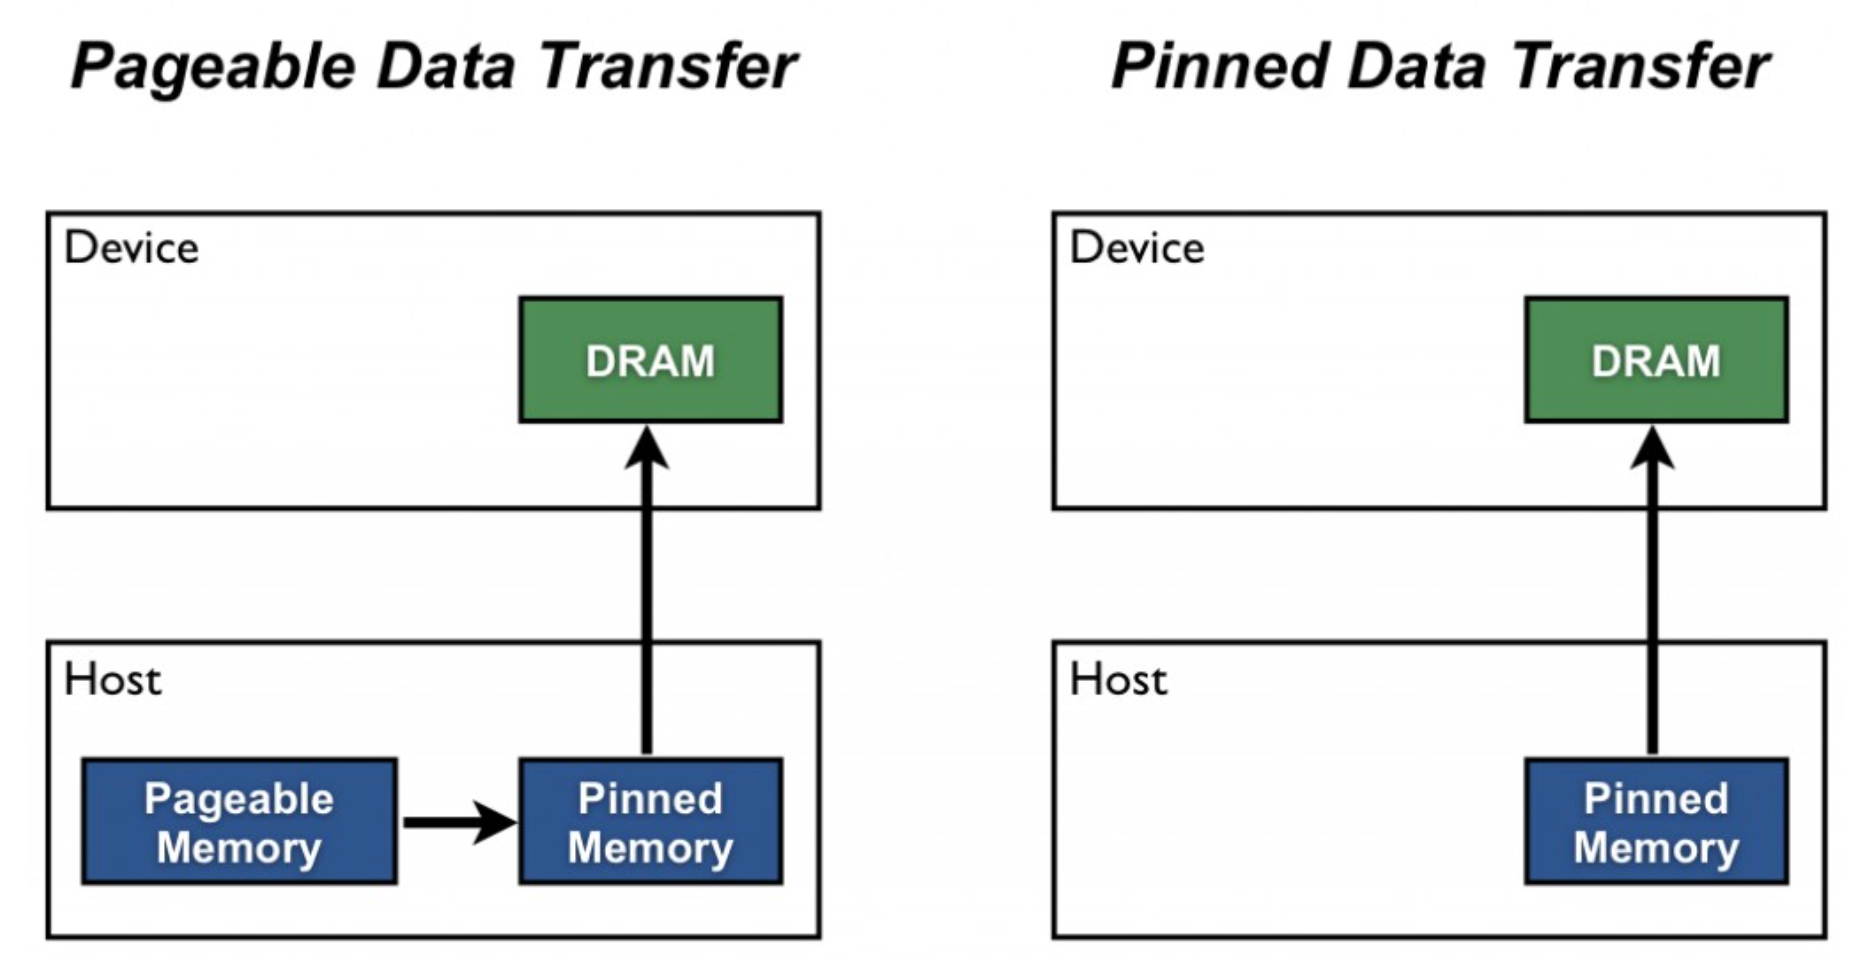 Pageable Data Transfer
Device
DRAM
Host
Pageable
Memory
Pinned
Memory
Pinned Data Transfer
Device
DRAM
Host
Pinned
Memory